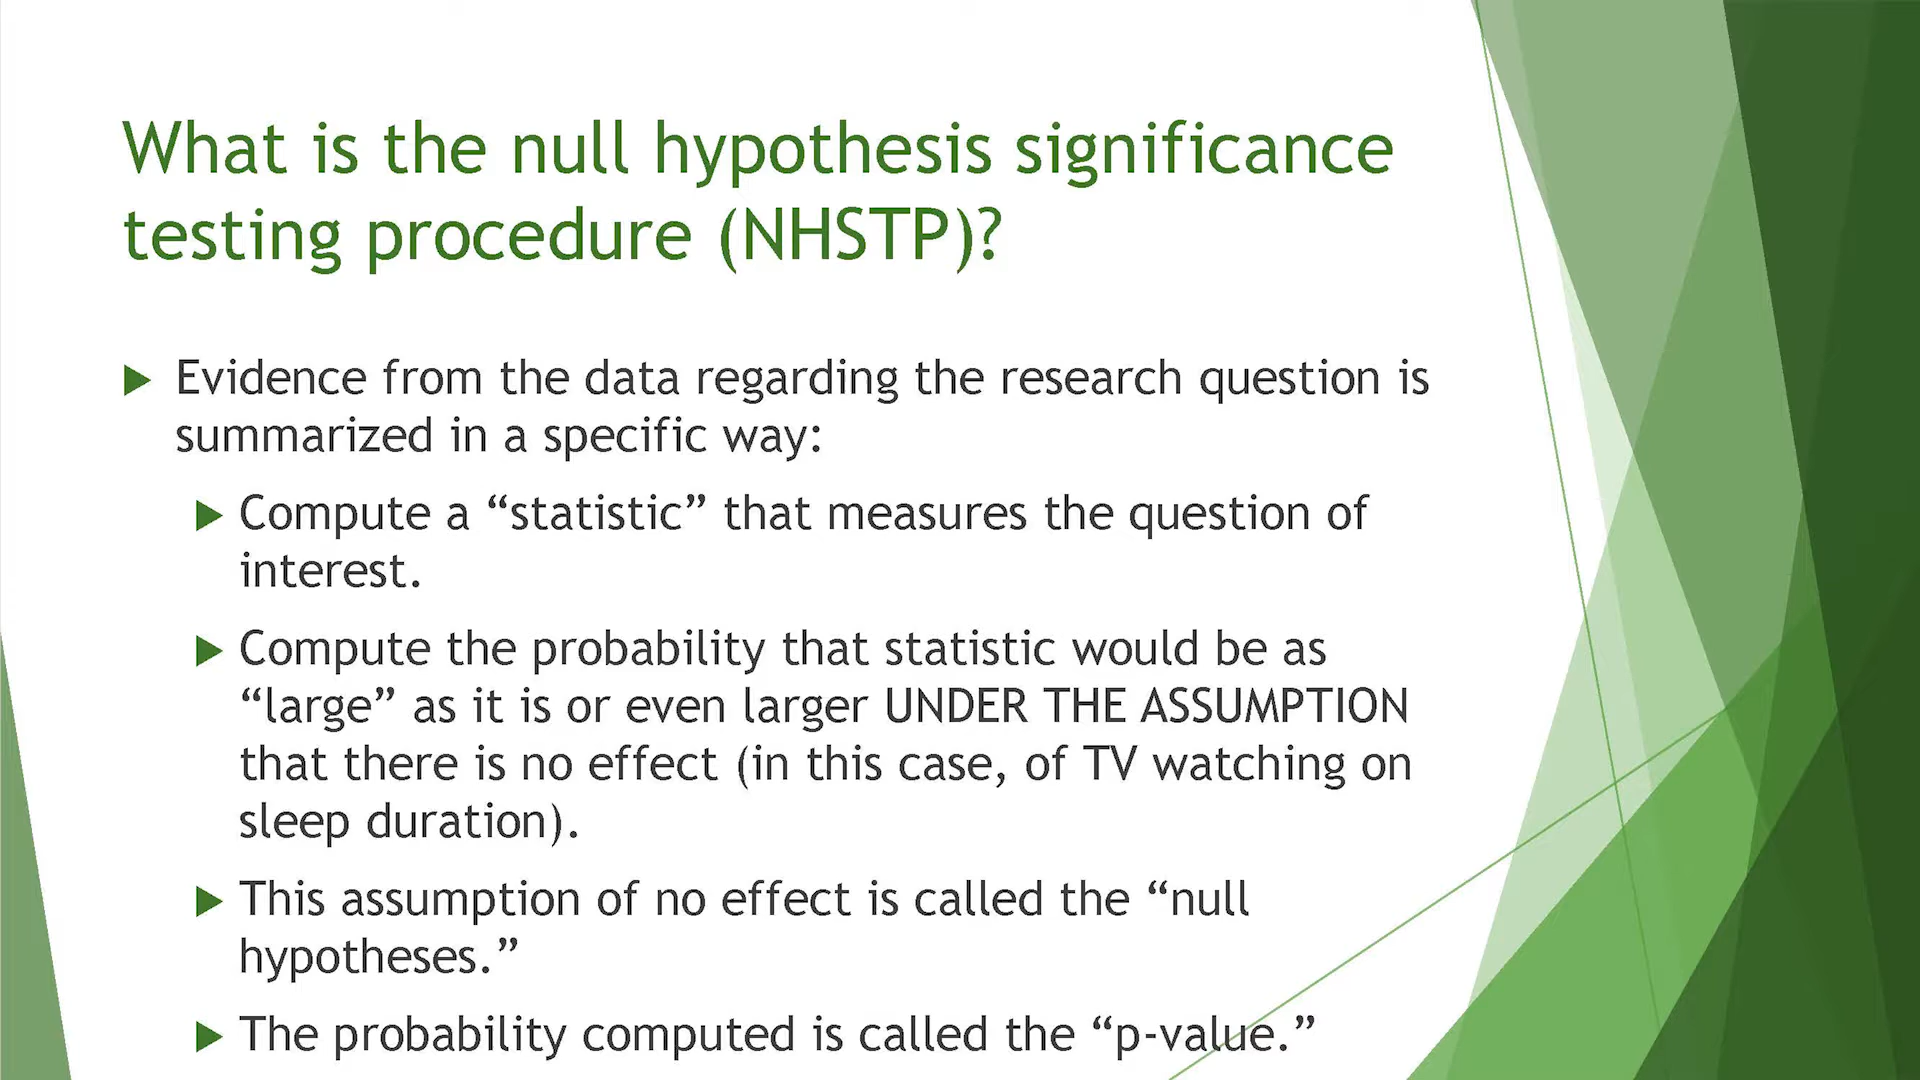 What is the null hypothesis significance
testing procedure (NHSTP)?
Evidence from the data regarding the research question is
summarized in a specific way:
Compute a “statistic” that measures the question of
interest.
Compute the probability that statistic would be as
“large” as it is or even larger UNDER THE ASSUMPTION
that there is no effect (in this case, of TV watching on
sleep duration).
This assumption of no effect is called the “null
hypotheses.”
The probability computed is called the “p-value.”